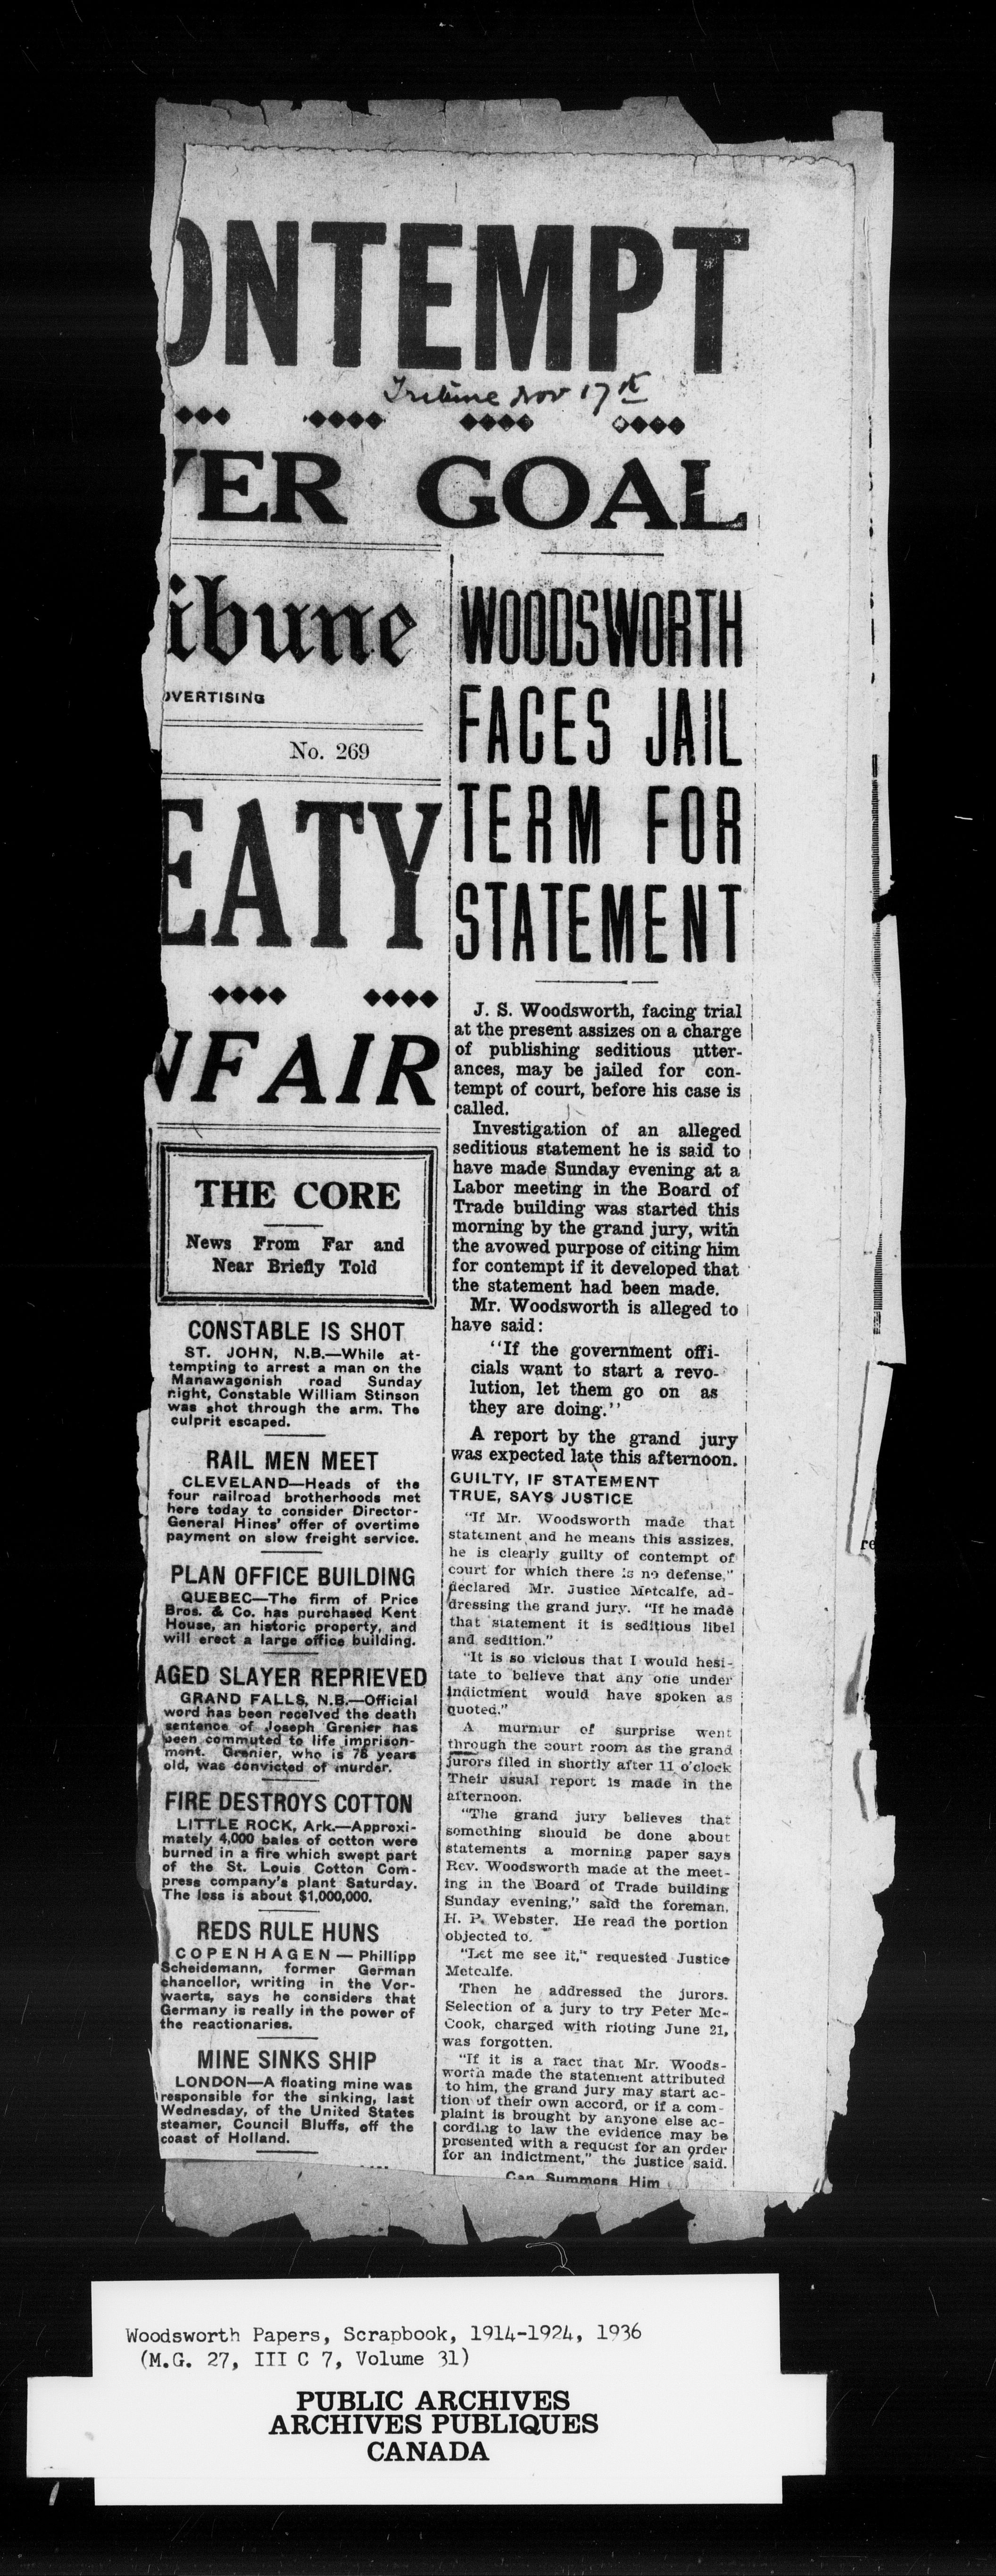 ONTEMPT
Tribune Nov 17th
ER GOAL
ibune
VERTISING
No. 269
EATY
FAIR
THE CORE
News From Far and
Near Briefly Told
CONSTABLE IS SHOT
ST. JOHN, N.B.—While at-
tempting to arrest a man on the
Manawagonish road Sunday
night, Constable William Stinson
was shot through the arm. The
culprit escaped.
RAIL MEN MEET
CLEVELAND—Heads of the
four railroad brotherhoods met
here today to consider Director-
General Hines' offer of overtime
payment on slow freight service.
PLAN OFFICE BUILDING
QUEBEC—The firm of Price
Bros. & Co. has purchased Kent
House, an historic property, and
will erect a large office building.
AGED SLAYER REPRIEVED
GRAND FALLS, N.B.—Official
word has been received the death
sentence of Joseph Grenier has
been commuted to life imprison-
ment. Grenier, who is 78 years
old, was convicted of murder.
FIRE DESTROYS COTTON
LITTLE ROCK, Ark.—Approxi-
mately 4,000 bales of cotton were
burned in a fire which swept part
of the St. Louis Cotton Com-
press company's plant Saturday.
The loss is about $1,000,000.
REDS RULE HUNS
COPENHAGEN—Phillipp
Scheidemann, former German
chancellor, writing in the Vor-
waerts, says he considers that
Germany is really in the power of
the reactionaries.
MINE SINKS SHIP
LONDON—A floating mine was
responsible for the sinking, last
Wednesday, of the United States
steamer, Council Bluffs, off the
coast of Holland.
WOODSWORTH
FACES JAIL
TERM FOR
STATEMENT
J. S. Woodsworth, facing trial
at the present assizes on a charge
of publishing seditious utter-
ances, may be jailed for con-
tempt of court, before his case is
called.
Investigation of an alleged
seditious statement he is said to
have made Sunday evening at a
Labor meeting in the Board of
Trade building was started this
morning by the grand jury, with
the avowed purpose of citing him
for contempt if it developed that
the statement had been made.
Mr. Woodsworth is alleged to
have said:
"If the government offi-
cials want to start a revo-
lution, let them go on as
they are doing."
A report by the grand jury
was expected late this afternoon.
GUILTY, IF STATEMENT
TRUE, SAYS JUSTICE
"If Mr. Woodsworth made that
statement and he means this assizes,
he is clearly guilty of contempt of
court for which there is no defense,"
declared Mr. Justice Metcalfe, ad-
dressing the grand jury. "If he made
that statement it is seditious libel
and sedition."
"It is so vicious that I would hesi-
tate to believe that any one under
indictment would have spoken as
quoted."
A murmur of surprise went
through the court room as the grand
jurors filed in shortly after 11 o'clock
Their usual report is made in the
afternoon.
"The grand jury believes that
something should be done about
statements a morning paper says
Rev. Woodsworth made at the meet-
ing in the Board of Trade building
Sunday evening," said the foreman,
H. P. Webster. He read the portion
objected to.
"Let me see it," requested Justice
Metcalfe.
Then he addressed the jurors.
Selection of a jury to try Peter Mc-
Cook, charged with rioting June 21,
was forgotten.
"If it is a fact that Mr. Woods-
worth made the statement attributed
to him, the grand jury may start ac-
tion of their own accord, or if a com-
plaint is brought by anyone else ac-
cording to law the evidence may be
presented with a request for an order
for an indictment," the justice said.
Can Summons Him
re
Woodsworth Papers, Scrapbook, 1914-1924, 1936
(M.G. 27, III C 7, Volume 31)
PUBLIC ARCHIVES
ARCHIVES PUBLIQUES
CANADA